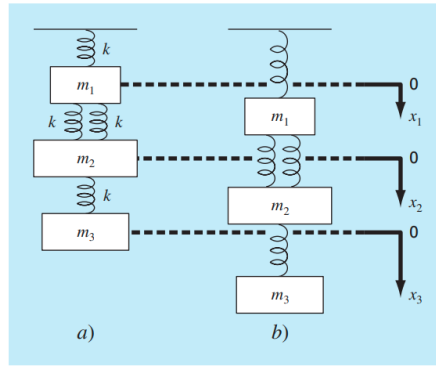 k
m₁ 0
m₁ x₁
k k
m₂ 0
k m₂ x₂
m₃ 0
m₃ x₃
a) b)